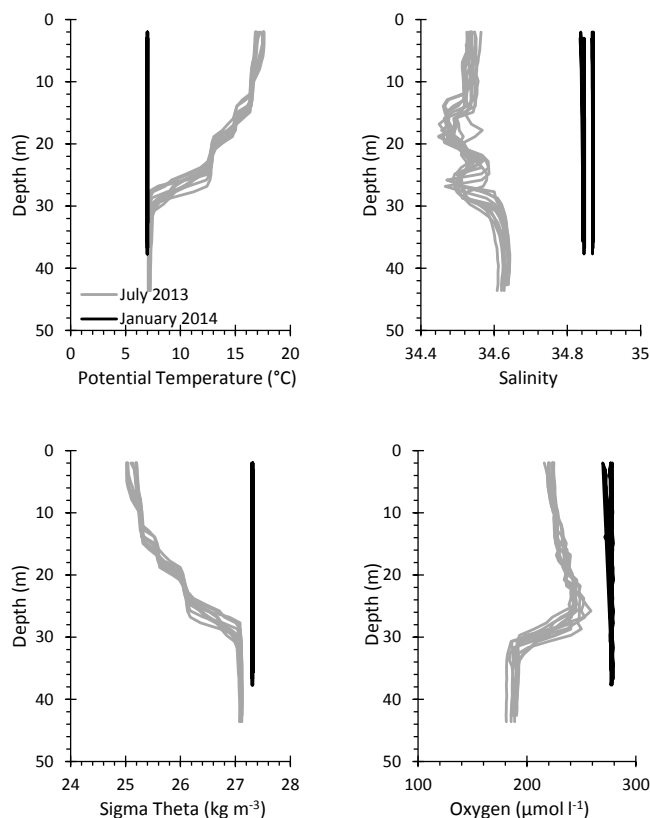 0
10
20
30
40
50
Depth (m)
July 2013
January 2014
0 5 10 15 20
Potential Temperature (°C)
0
10
20
30
40
50
Depth (m)
34.4 34.6 34.8 35
Salinity
0
10
20
30
40
50
Depth (m)
24 25 26 27 28
Sigma Theta (kg m⁻³)
0
10
20
30
40
50
Depth (m)
100 200 300
Oxygen (µmol l⁻¹)